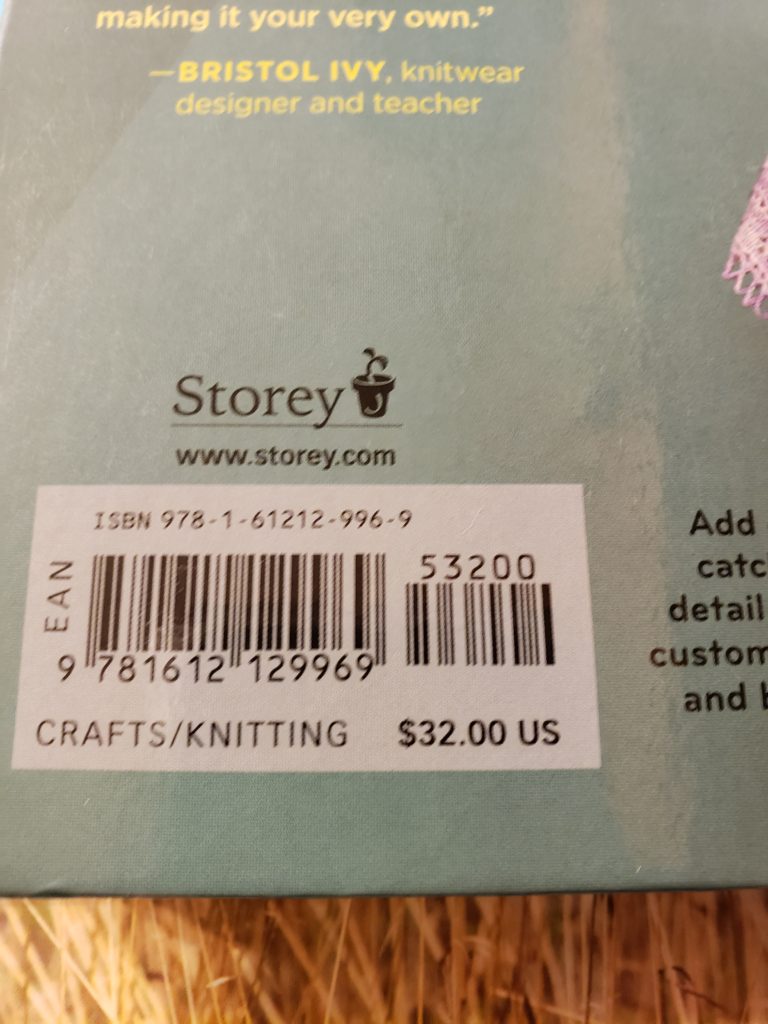 making it your very own.”
—BRISTOL IVY, knitwear
designer and teacher
Storey
www.storey.com
ISBN 978-1-61212-996-9
EAN
53200
9 781612 129969
CRAFTS/KNITTING $32.00 US
Add
catc
detail
custom
and b